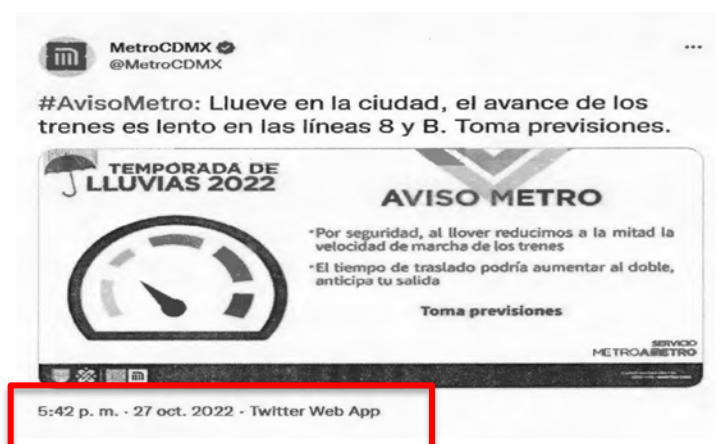 MetroCDMX
@MetroCDMX
#AvisoMetro: Llueve en la ciudad, el avance de los
trenes es lento en las líneas 8 y B. Toma previsiones.
TEMPORADA DE
LLUVIAS 2022
AVISO METRO
*Por seguridad, al llover reducimos a la mitad la
velocidad de marcha de los trenes
*El tiempo de traslado podría aumentar al doble,
anticipa tu salida
Toma previsiones
SERVICIO
METROAMETRO
5:42 p. m. · 27 oct. 2022 · Twitter Web App